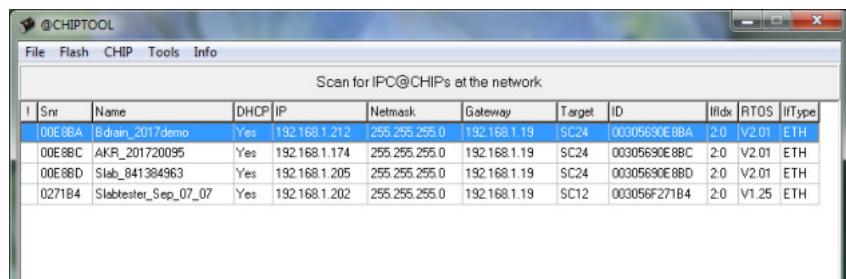 @CHIPTOOL
File Flash CHIP Tools Info
Scan for IPC@CHIPs at the network
! Snr Name DHCP IP Netmask Gateway Target ID IfIdx RTOS IfType
00E8BA Bdrain_2017demo Yes 192.168.1.212 255.255.255.0 192.168.1.19 SC24 00305690E8BA 2:0 V2.01 ETH
00E8BC AKR_201720095 Yes 192.168.1.174 255.255.255.0 192.168.1.19 SC24 00305690E8BC 2:0 V2.01 ETH
00E8BD Slab_841384963 Yes 192.168.1.205 255.255.255.0 192.168.1.19 SC24 00305690E8BD 2:0 V2.01 ETH
0271B4 Slabtester_Sep_07_07 Yes 192.168.1.202 255.255.255.0 192.168.1.19 SC12 003056F271B4 2:0 V1.25 ETH